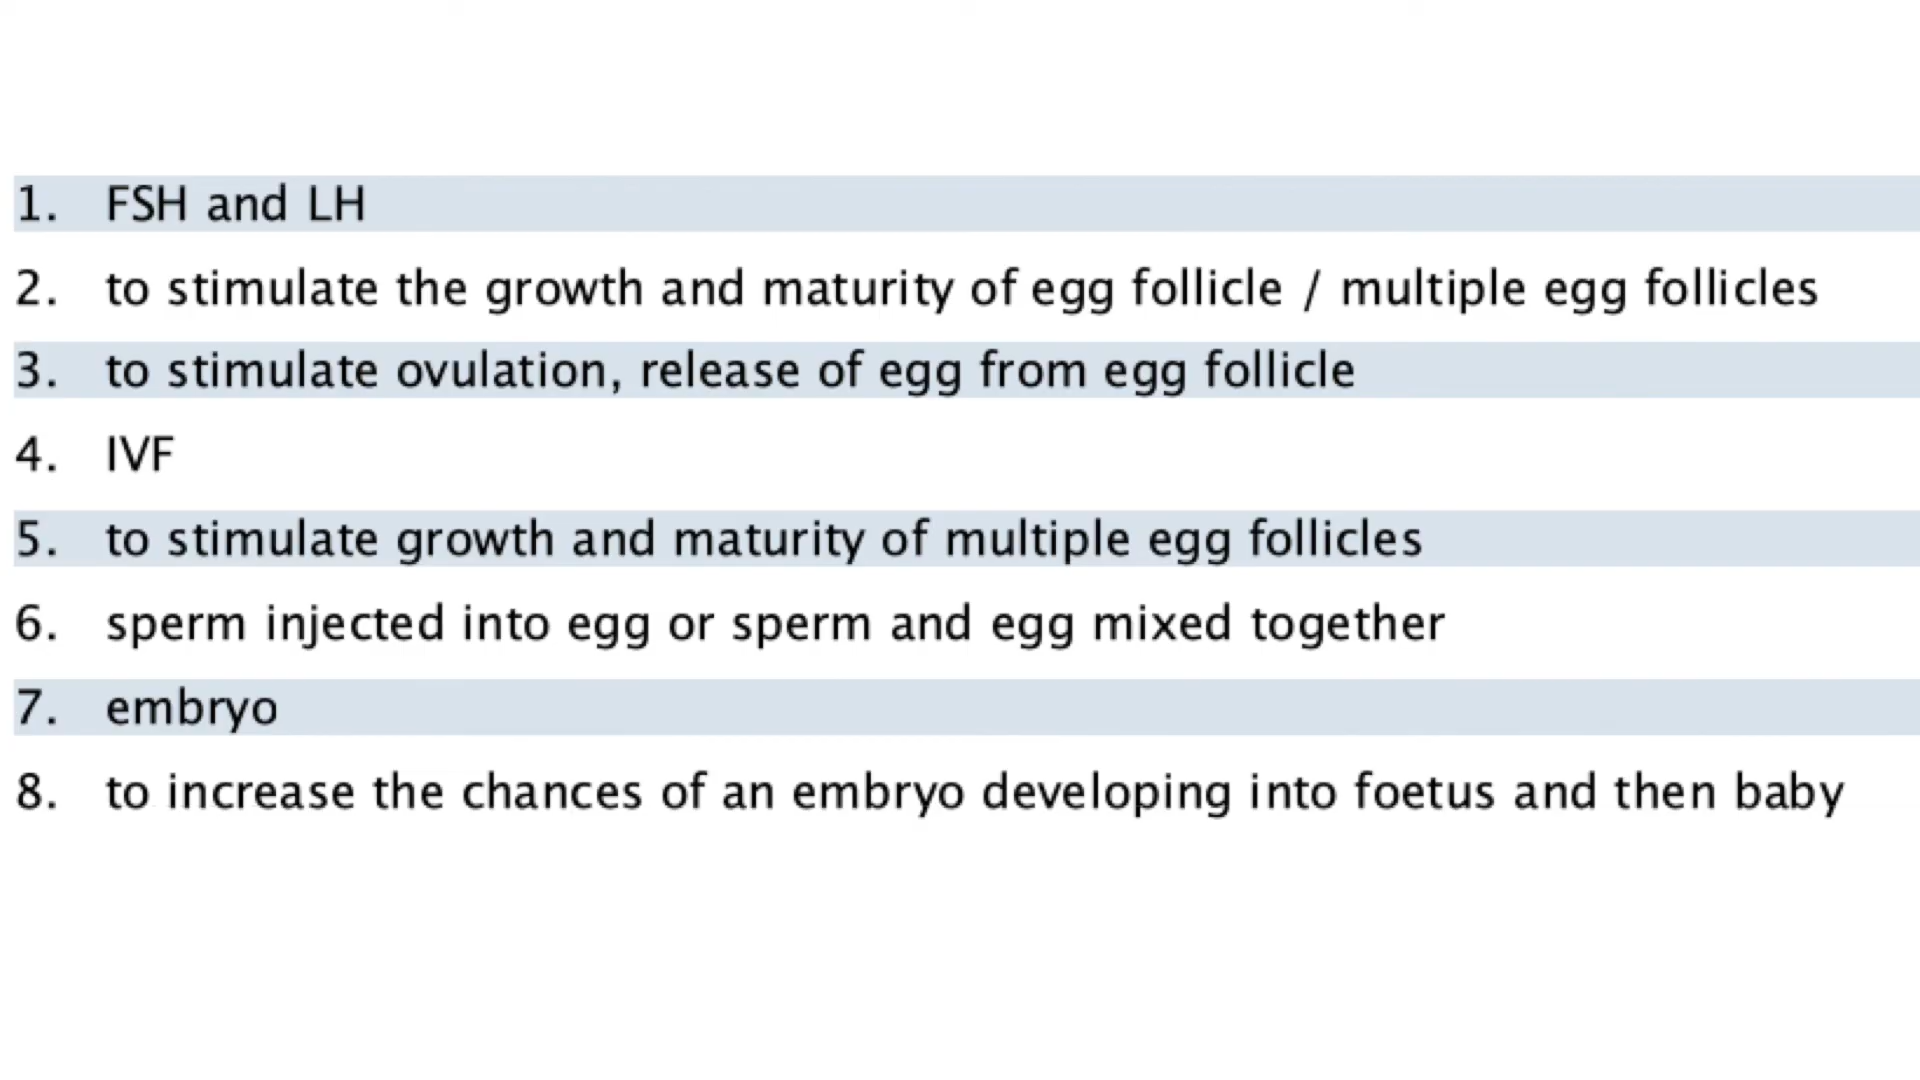 1. FSH and LH
2. to stimulate the growth and maturity of egg follicle / multiple egg follicles
3. to stimulate ovulation, release of egg from egg follicle
4. IVF
5. to stimulate growth and maturity of multiple egg follicles
6. sperm injected into egg or sperm and egg mixed together
7. embryo
8. to increase the chances of an embryo developing into foetus and then baby